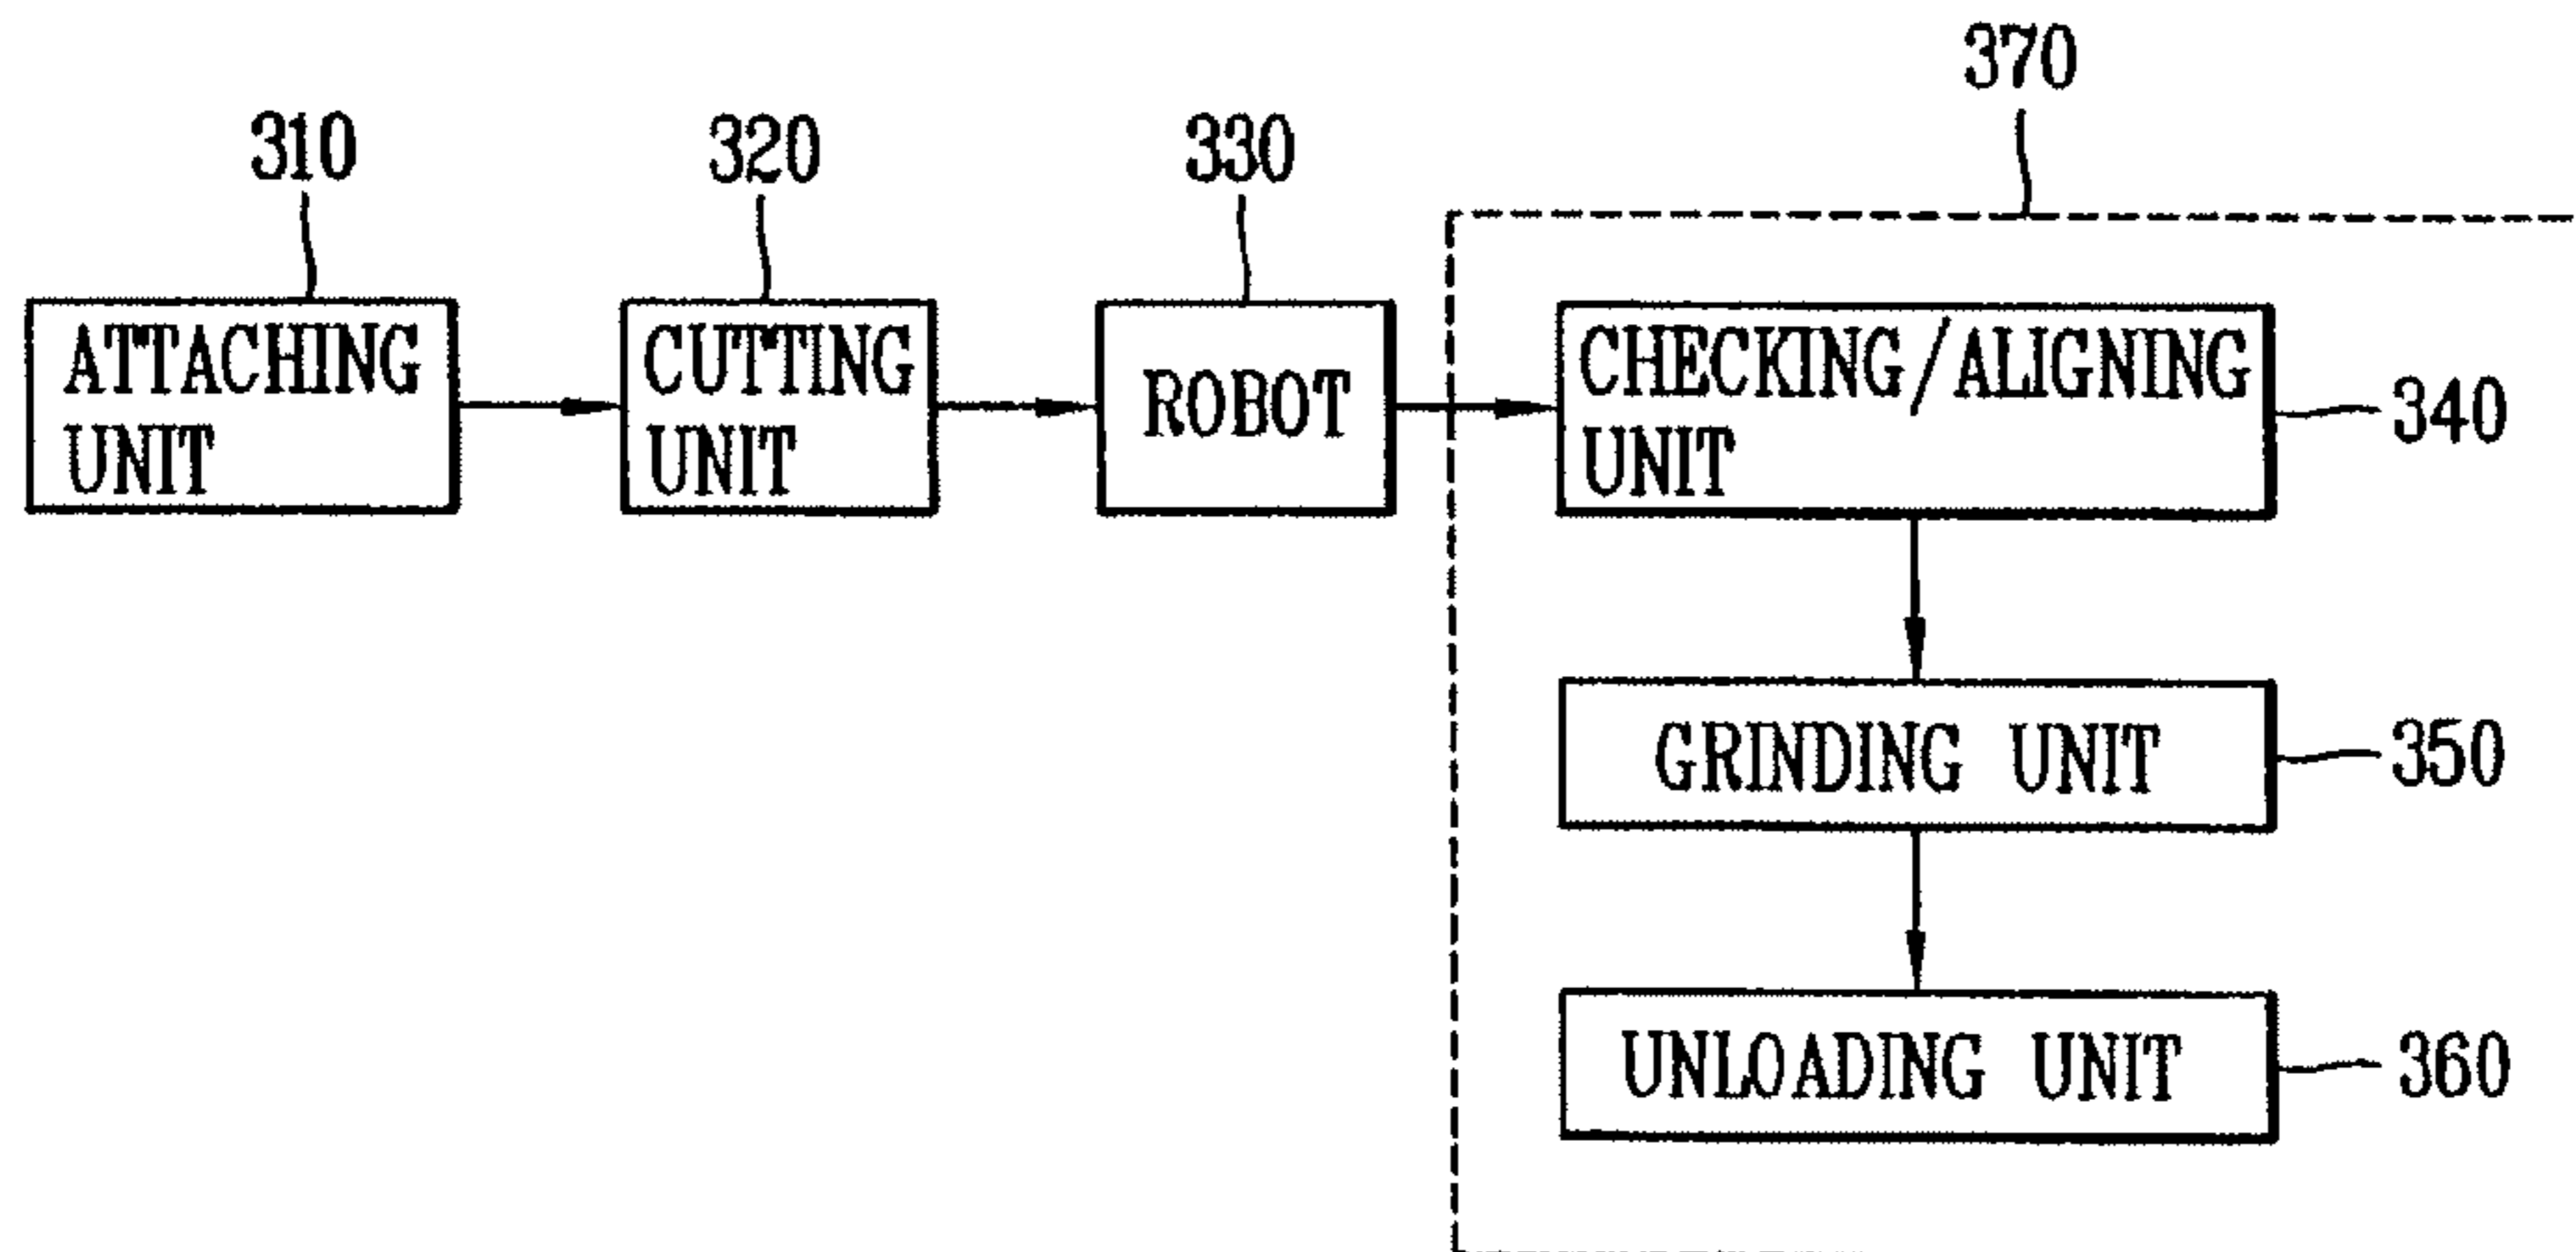 370
310
320
330
ATTACHING
UNIT
CUTTING
UNIT
ROBOT
CHECKING/ALIGNING
UNIT
340
GRINDING UNIT
350
UNLOADING UNIT
360